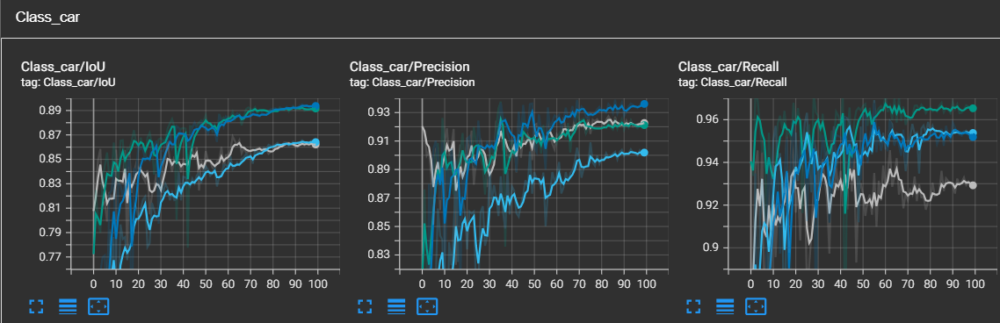 Class_car
Class_car/IoU
tag: Class_car/IoU
0.89
0.87
0.85
0.83
0.81
0.79
0.77
0 10 20 30 40 50 60 70 80 90 100
Class_car/Precision
tag: Class_car/Precision
0.93
0.91
0.89
0.87
0.85
0.83
0 10 20 30 40 50 60 70 80 90 100
Class_car/Recall
tag: Class_car/Recall
0.96
0.94
0.92
0.9
0 10 20 30 40 50 60 70 80 90 100